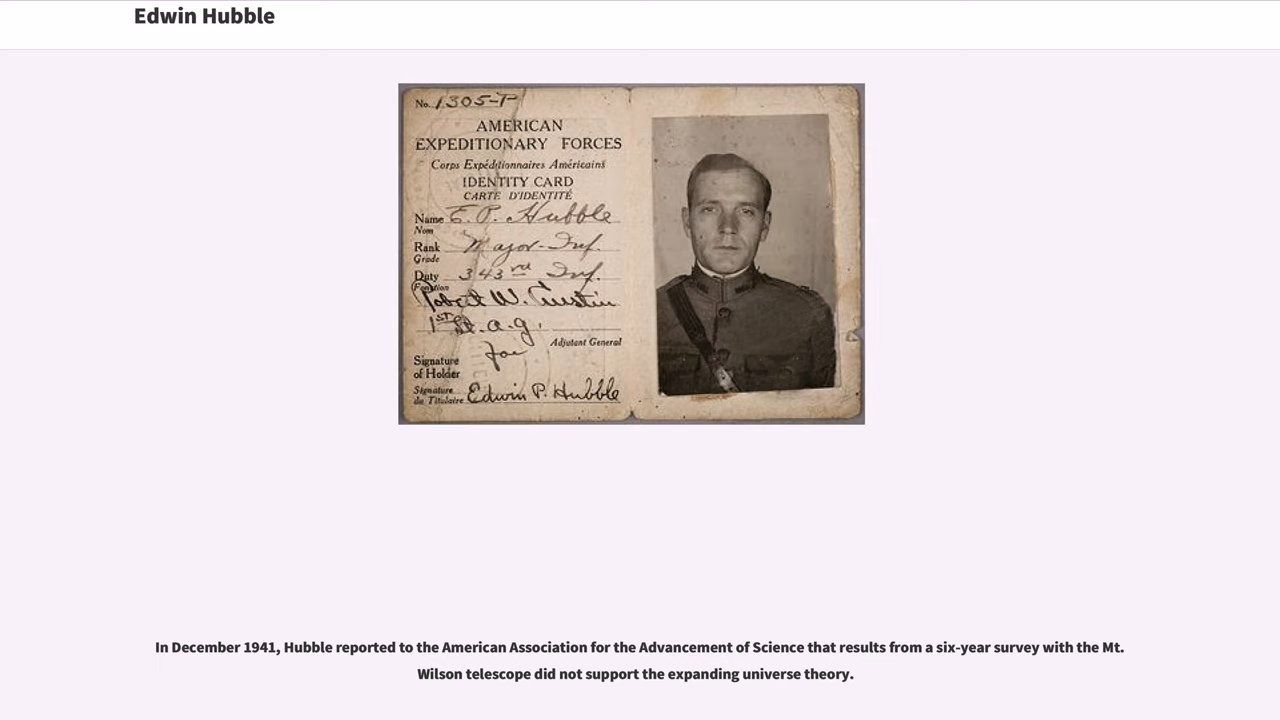 Edwin Hubble
No. 1305-T
AMERICAN
EXPEDITIONARY FORCES
Corps Expéditionnaires Américains
IDENTITY CARD
CARTE D'IDENTITÉ
Name E. P. Hubble
Nom
Rank Major-Inf.
Grade
Duty 343rd Inf.
Fonction
Robert W. Austin
1st Lt. a.g.
Adjutant General
for
Signature
of Holder
Signature
du Titulaire Edwin P. Hubble
In December 1941, Hubble reported to the American Association for the Advancement of Science that results from a six-year survey with the Mt.
Wilson telescope did not support the expanding universe theory.